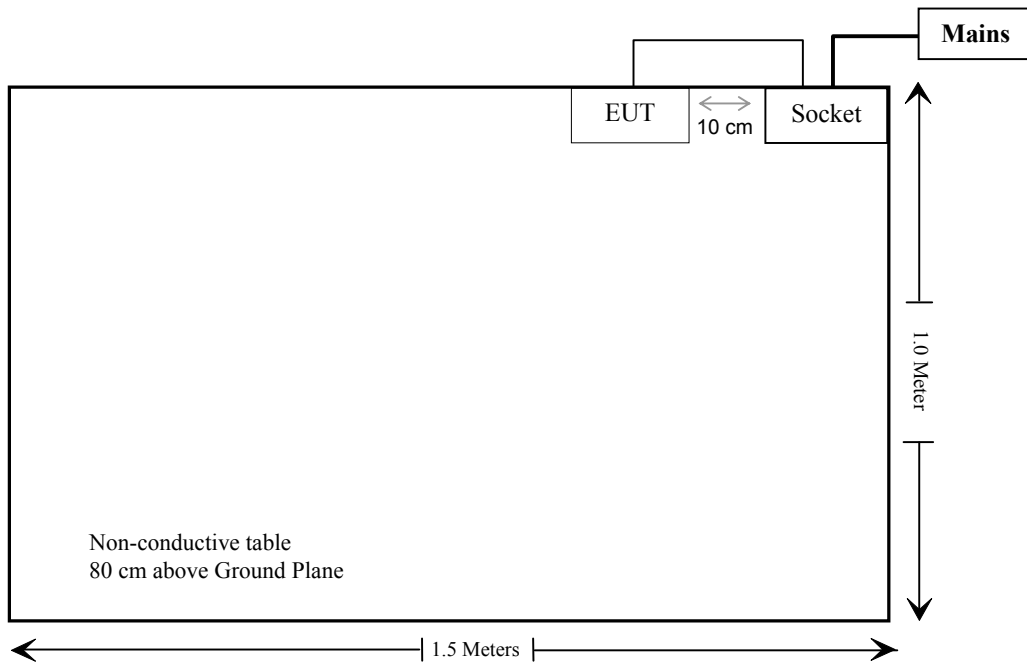 Mains
EUT
10 cm
Socket
1.0 Meter
Non-conductive table
80 cm above Ground Plane
1.5 Meters